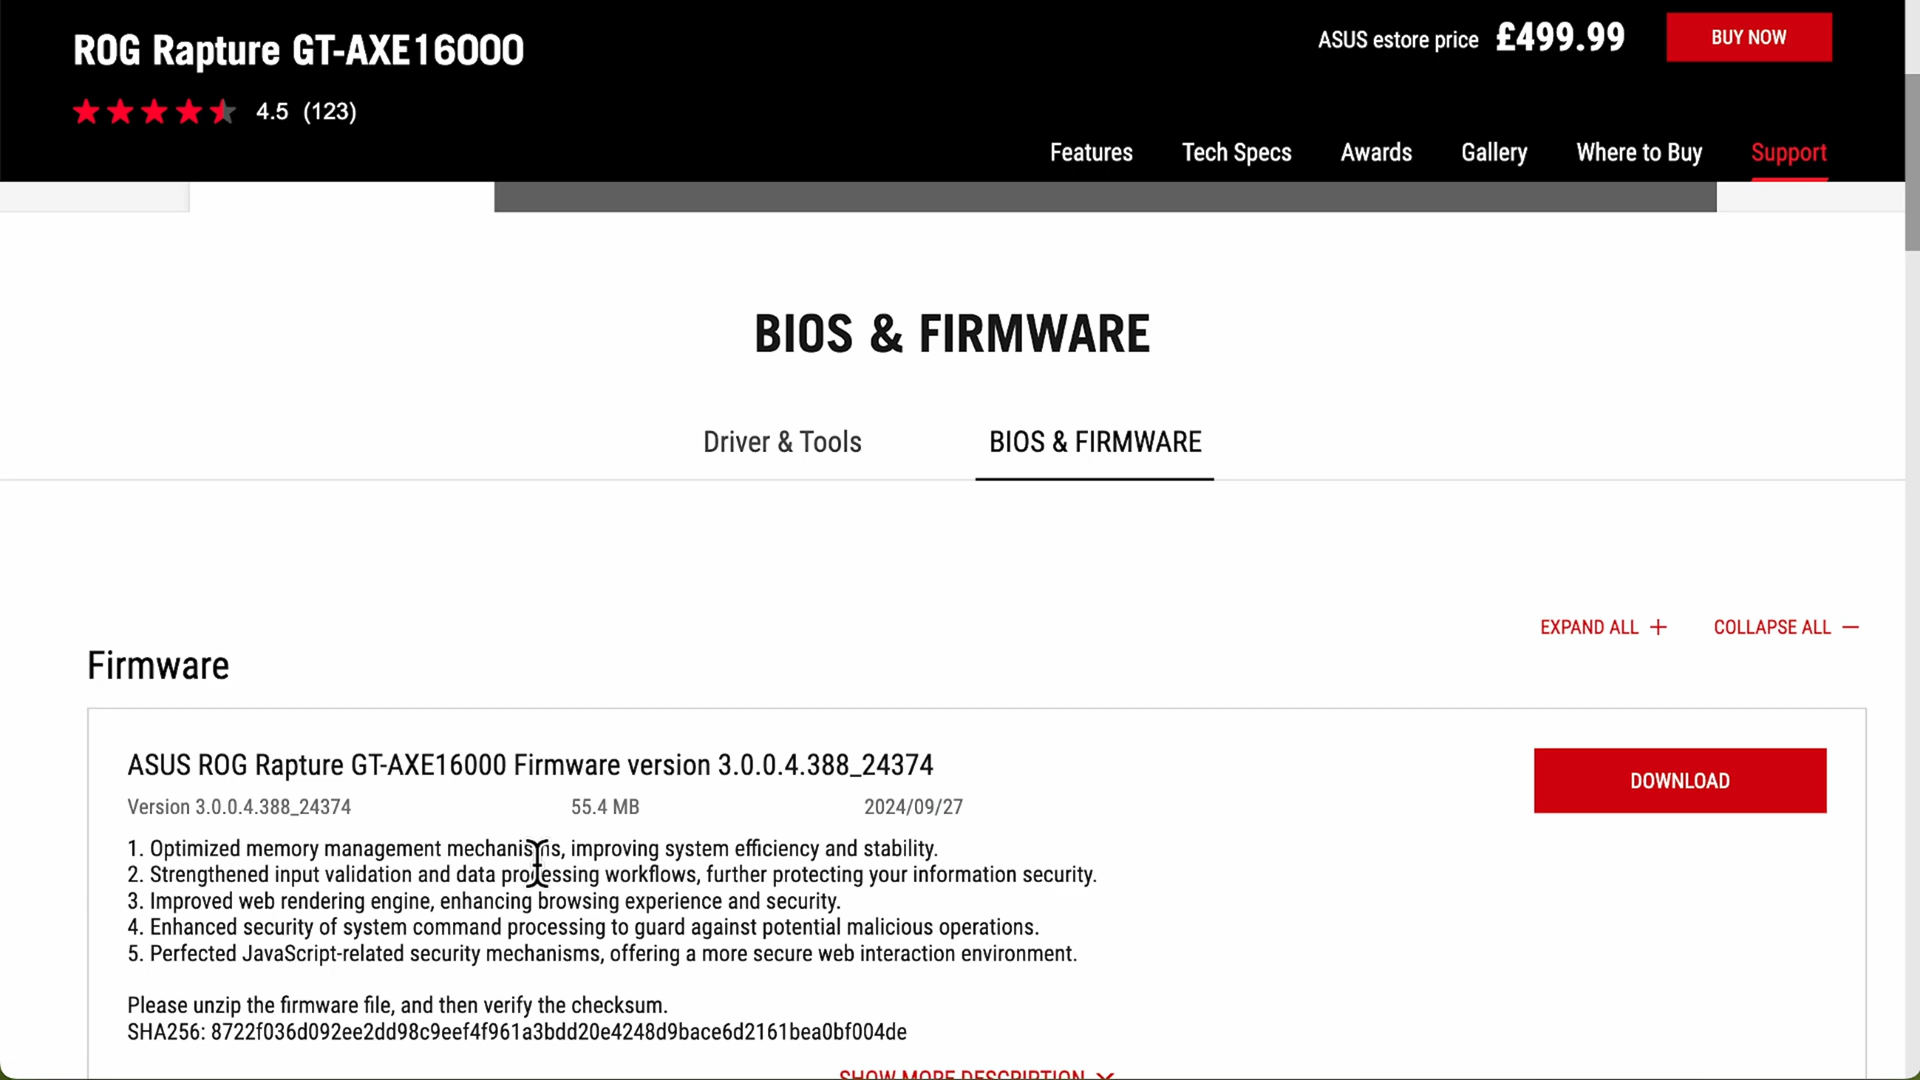 ROG Rapture GT-AXE16000
ASUS estore price £499.99 BUY NOW
4.5 (123)
Features Tech Specs Awards Gallery Where to Buy Support
BIOS & FIRMWARE
Driver & Tools BIOS & FIRMWARE
EXPAND ALL + COLLAPSE ALL −
Firmware
ASUS ROG Rapture GT-AXE16000 Firmware version 3.0.0.4.388_24374
DOWNLOAD
Version 3.0.0.4.388_24374 55.4 MB 2024/09/27
1. Optimized memory management mechanisms, improving system efficiency and stability.
2. Strengthened input validation and data processing workflows, further protecting your information security.
3. Improved web rendering engine, enhancing browsing experience and security.
4. Enhanced security of system command processing to guard against potential malicious operations.
5. Perfected JavaScript-related security mechanisms, offering a more secure web interaction environment.
Please unzip the firmware file, and then verify the checksum.
SHA256: 8722f036d092ee2dd98c9eef4f961a3bdd20e4248d9bace6d2161bea0bf004de
SHOW MORE DESCRIPTION